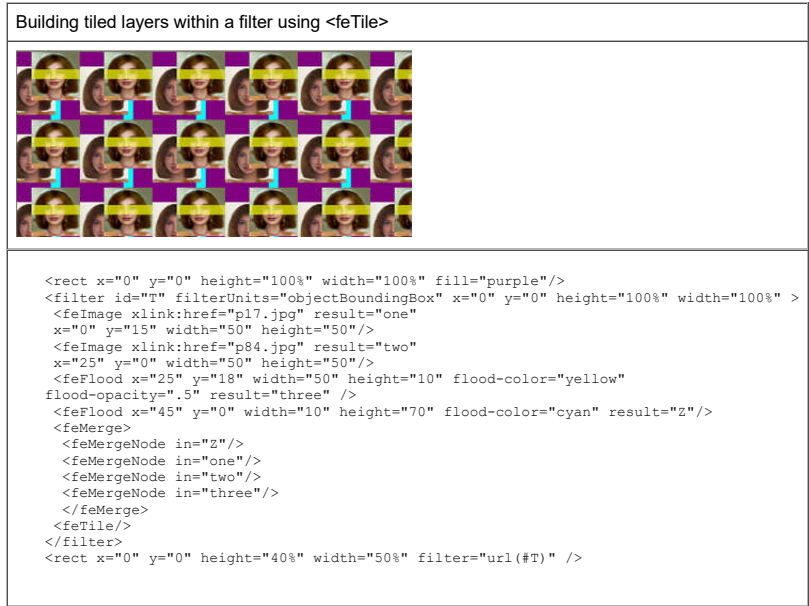 Building tiled layers within a filter using <feTile>
<rect x="0" y="0" height="100%" width="100%" fill="purple"/>
<filter id="T" filterUnits="objectBoundingBox" x="0" y="0" height="100%" width="100%" >
<feImage xlink:href="p17.jpg" result="one"
x="0" y="15" width="50" height="50"/>
<feImage xlink:href="p84.jpg" result="two"
x="25" y="0" width="50" height="50"/>
<feFlood x="25" y="18" width="50" height="10" flood-color="yellow"
flood-opacity=".5" result="three" />
<feFlood x="45" y="0" width="10" height="70" flood-color="cyan" result="Z"/>
<feMerge>
<feMergeNode in="Z"/>
<feMergeNode in="one"/>
<feMergeNode in="two"/>
<feMergeNode in="three"/>
</feMerge>
<feTile/>
</filter>
<rect x="0" y="0" height="40%" width="50%" filter="url(#T)" />